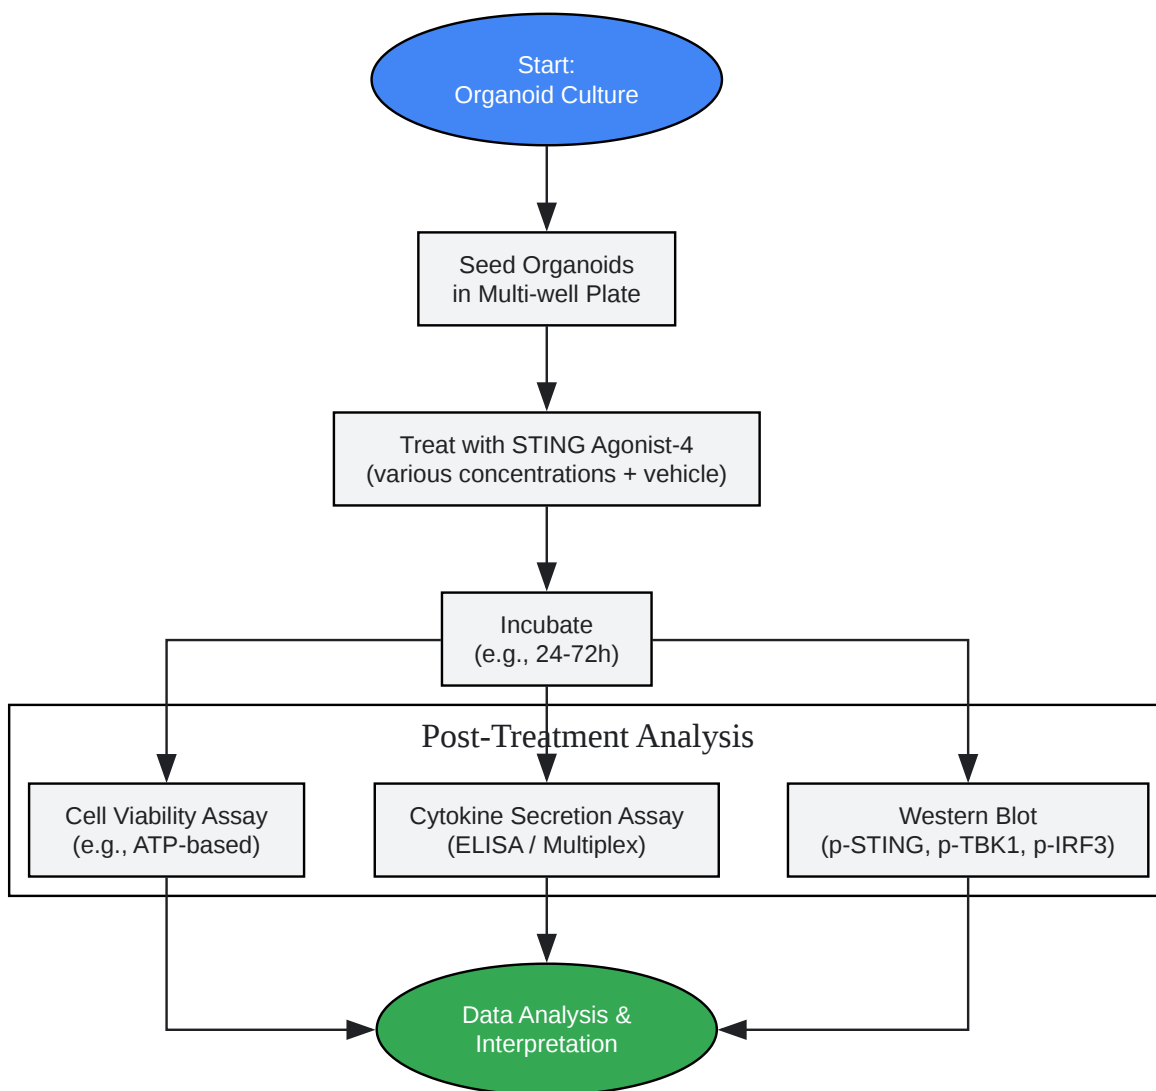 Start:
Organoid Culture
Seed Organoids
in Multi-well Plate
Treat with STING Agonist-4
(various concentrations + vehicle)
Incubate
(e.g., 24-72h)
Post-Treatment Analysis
Cell Viability Assay
(e.g., ATP-based)
Cytokine Secretion Assay
(ELISA / Multiplex)
Western Blot
(p-STING, p-TBK1, p-IRF3)
Data Analysis &
Interpretation